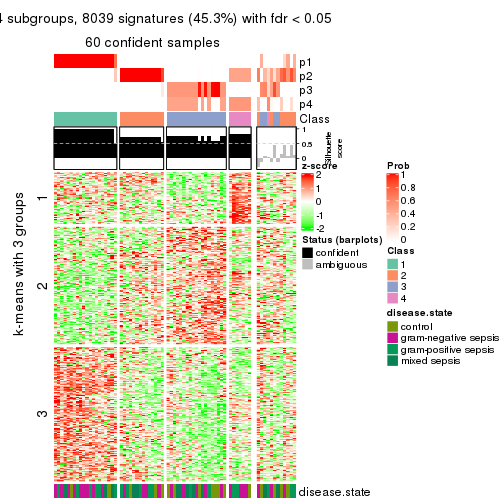 4 subgroups, 8039 signatures (45.3%) with fdr < 0.05
60 confident samples
p1
p2
p3
p4
Class
1
0.5
0
Silhouette
score
k-means with 3 groups
1
2
3
z-score
2
1
0
-1
-2
Status (barplots)
confident
ambiguous
Prob
1
0.8
0.6
0.4
0.2
0
Class
1
2
3
4
disease.state
control
gram-negative sepsis
gram-positive sepsis
mixed sepsis
disease.state